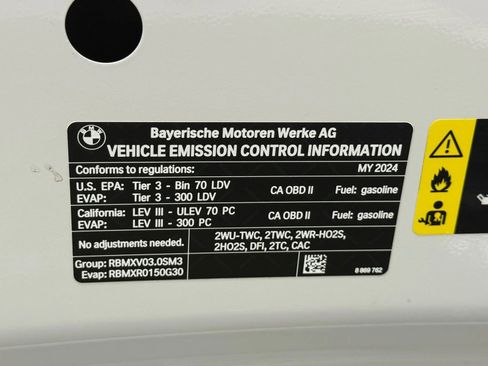 BMW
Bayerische Motoren Werke AG
VEHICLE EMISSION CONTROL INFORMATION
Conforms to regulations: MY 2024
U.S. EPA: Tier 3 - Bin 70 LDV CA OBD II Fuel: gasoline
EVAP: Tier 3 - 300 LDV
California: LEV III - ULEV 70 PC CA OBD II Fuel: gasoline
EVAP: LEV III - 300 PC
No adjustments needed. 2WU-TWC, 2TWC, 2WR-HO2S,
2HO2S, DFI, 2TC, CAC
Group: RBMXV03.0SM3
Evap: RBMXR0150G30 8 869 762